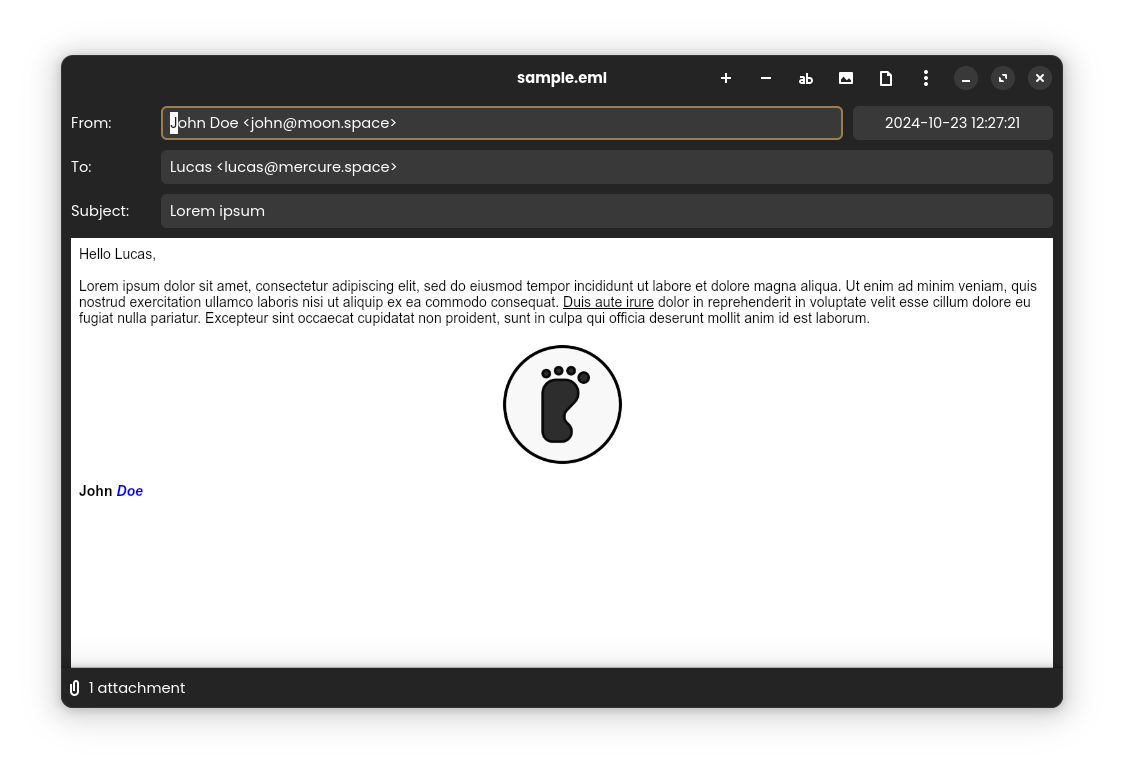 sample.eml
ab
From: John Doe <john@moon.space> 2024-10-23 12:27:21
To: Lucas <lucas@mercure.space>
Subject: Lorem ipsum
Hello Lucas,
Lorem ipsum dolor sit amet, consectetur adipiscing elit, sed do eiusmod tempor incididunt ut labore et dolore magna aliqua. Ut enim ad minim veniam, quis
nostrud exercitation ullamco laboris nisi ut aliquip ex ea commodo consequat. Duis aute irure dolor in reprehenderit in voluptate velit esse cillum dolore eu
fugiat nulla pariatur. Excepteur sint occaecat cupidatat non proident, sunt in culpa qui officia deserunt mollit anim id est laborum.
John Doe
1 attachment